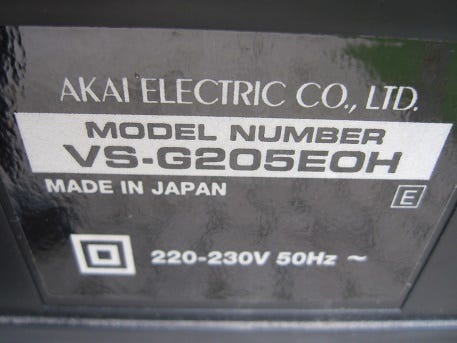 AKAI ELECTRIC CO., LTD.
MODEL NUMBER
VS-G205EOH
MADE IN JAPAN
E
220-230V 50Hz ~